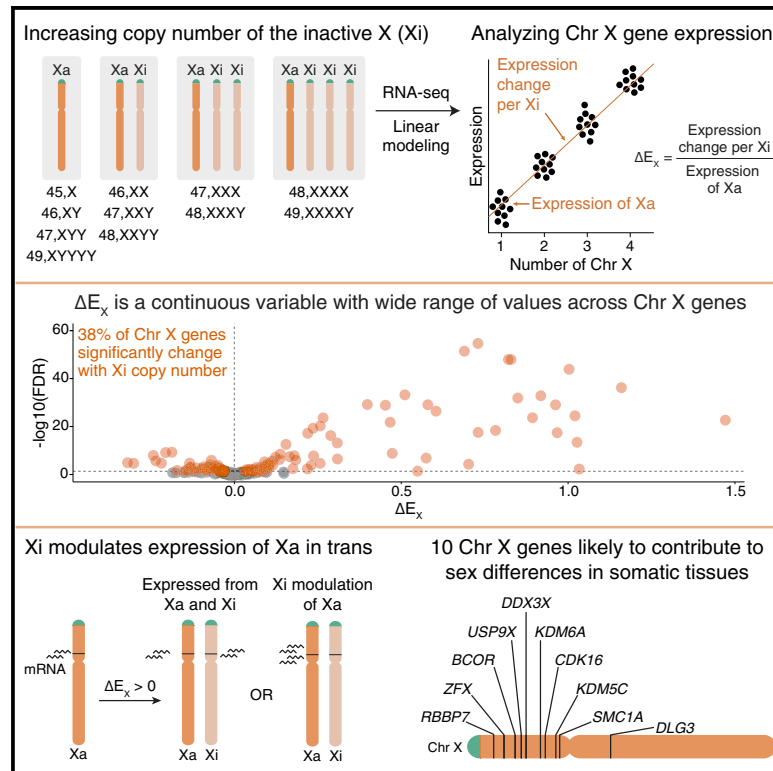 Increasing copy number of the inactive X (Xi)
Xa
Xa Xi
Xa Xi Xi
Xa Xi Xi Xi
45,X
46,XY
47,XYY
49,XYYYY
46,XX
47,XXY
48,XXYY
47,XXX
48,XXXY
48,XXXX
49,XXXXY
RNA-seq
Linear
modeling
Analyzing Chr X gene expression
Expression
Expression
change
per Xi
Expression of Xa
1 2 3 4
Number of Chr X
ΔEx =
Expression
change per Xi
Expression
of Xa
ΔEx is a continuous variable with wide range of values across Chr X genes
38% of Chr X genes
significantly change
with Xi copy number
-log10(FDR)
60
40
20
0
0.0 0.5 1.0 1.5
ΔEx
Xi modulates expression of Xa in trans
mRNA
Xa
ΔEx > 0
Expressed from
Xa and Xi
Xa Xi
OR
Xi modulation
of Xa
Xa Xi
10 Chr X genes likely to contribute to
sex differences in somatic tissues
DDX3X
USP9X KDM6A
BCOR CDK16
ZFX KDM5C
RBBP7 SMC1A
DLG3
Chr X